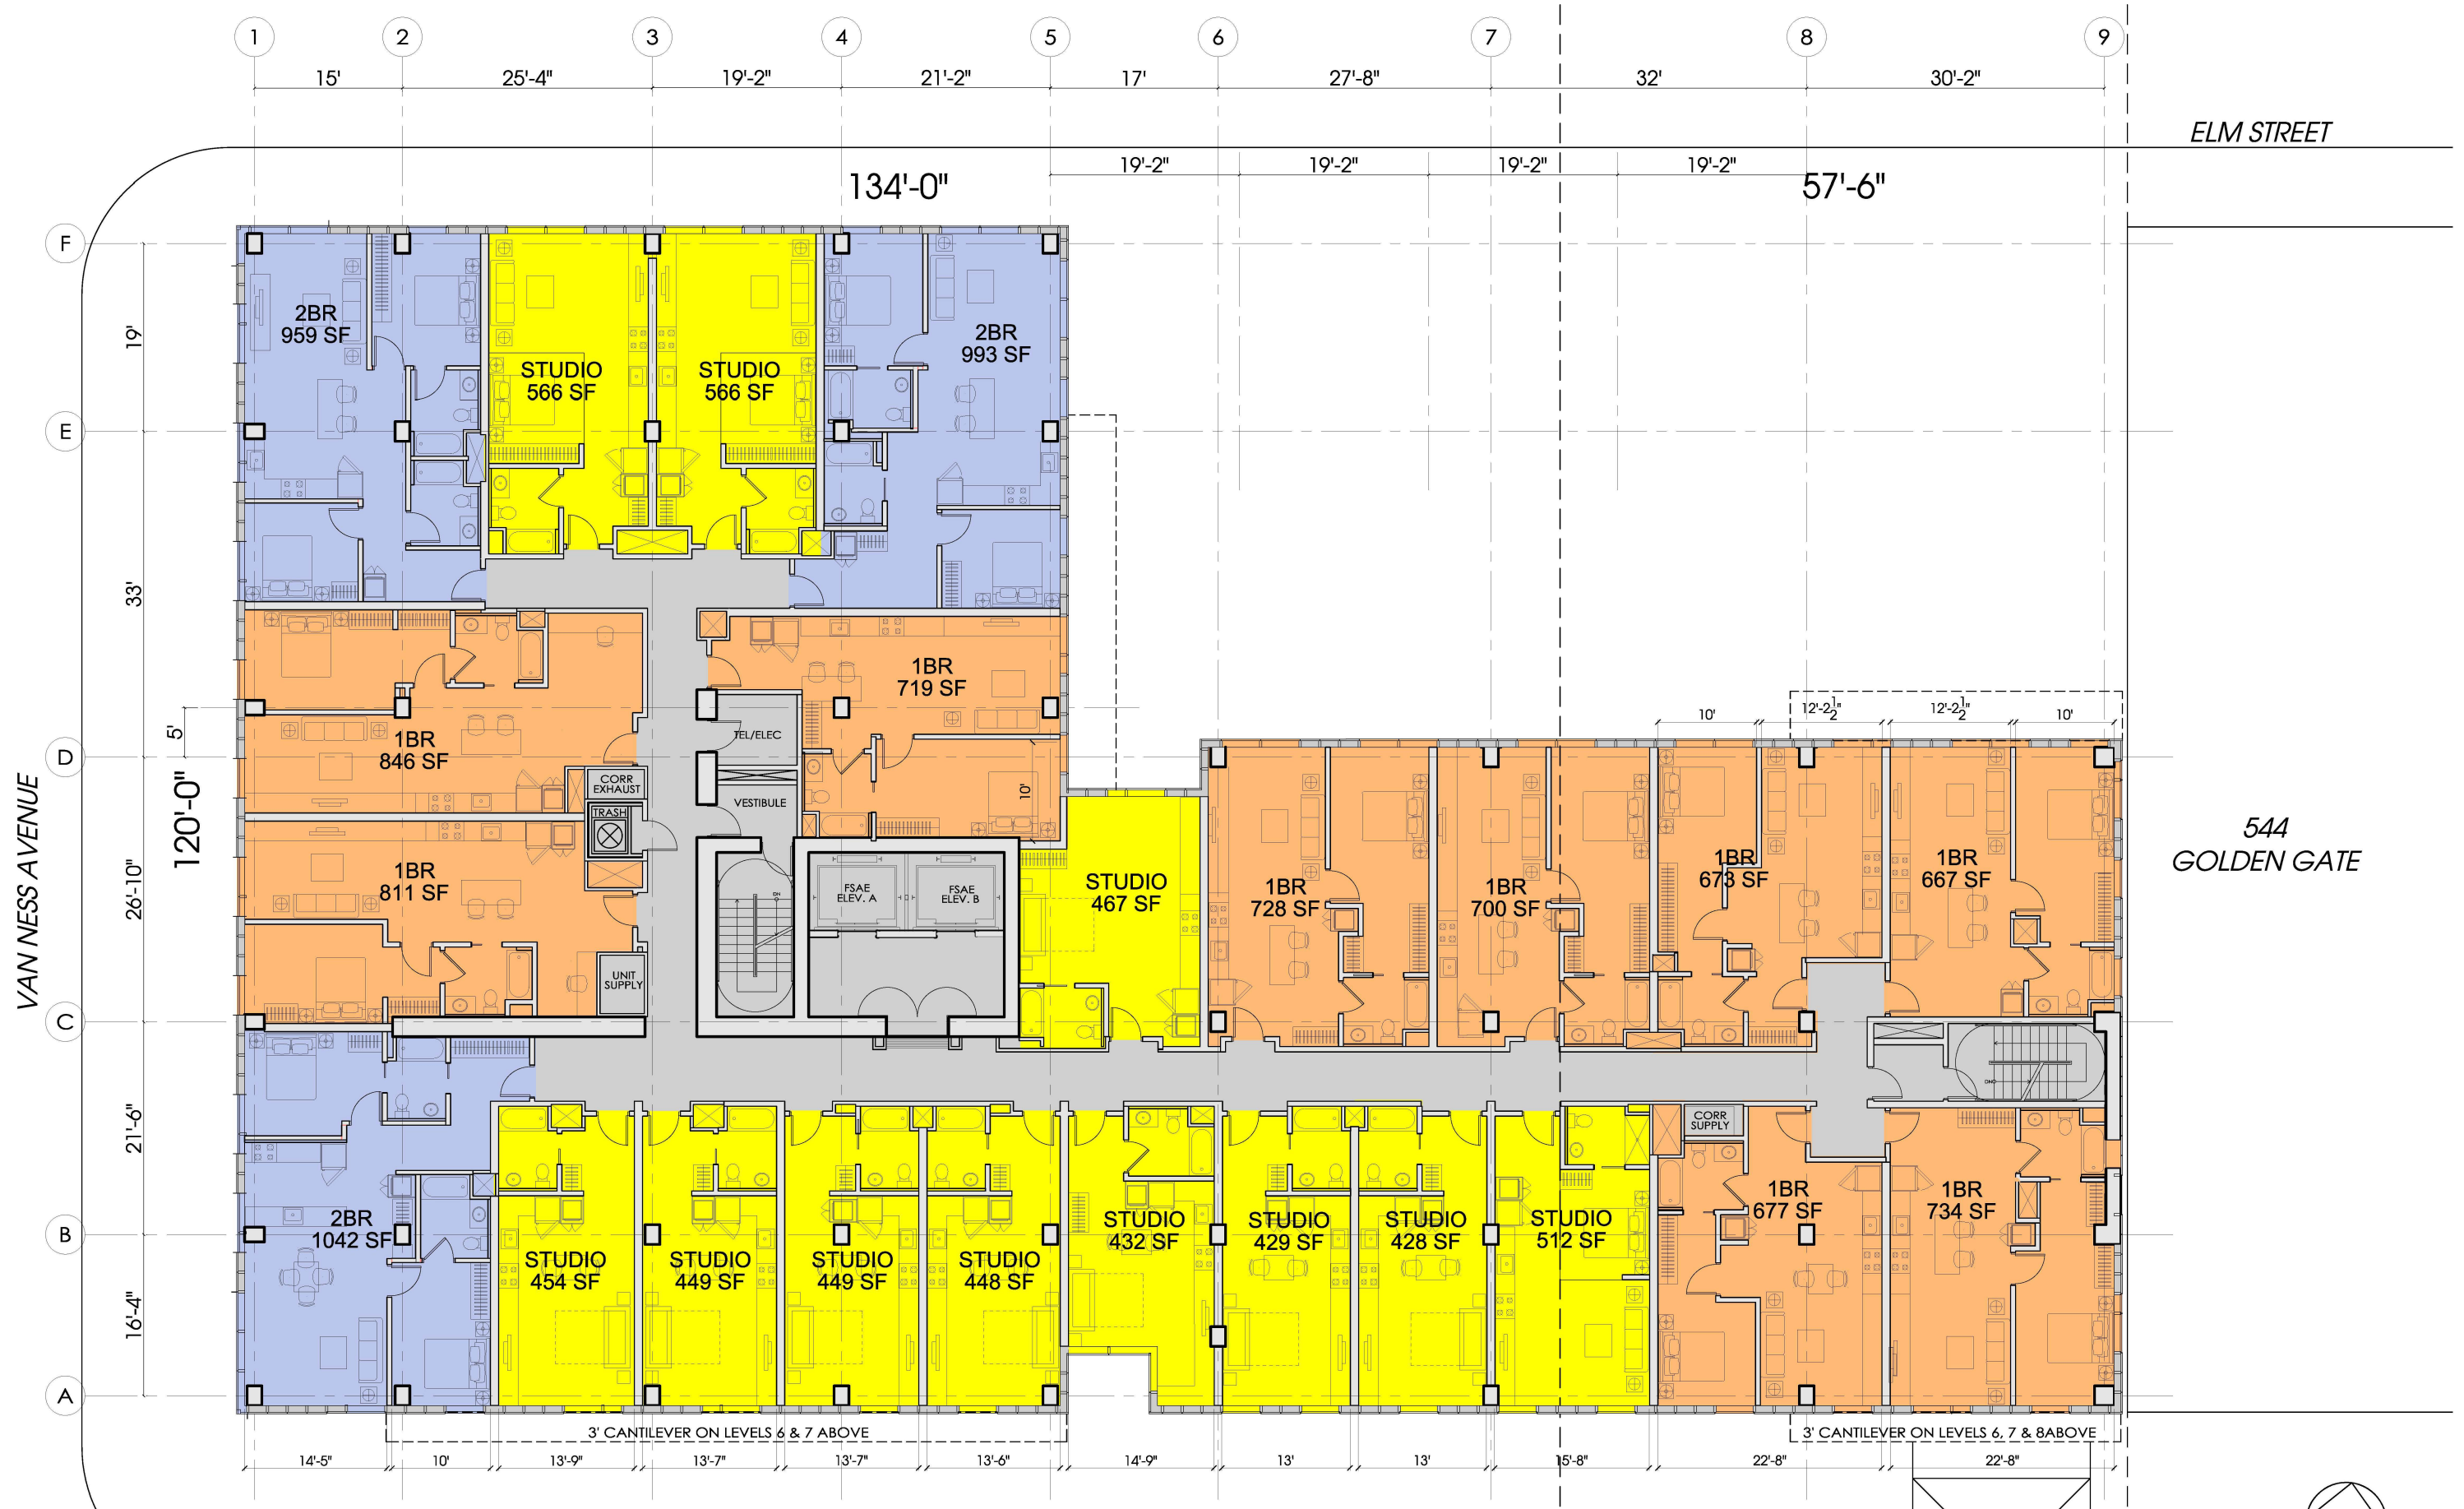 1 2 3 4 5 6 7 8 9
15' 25'-4" 19'-2" 21'-2" 17' 27'-8" 32' 30'-2"
ELM STREET
19'-2" 19'-2" 19'-2" 19'-2"
134'-0" 57'-6"
F
19'
E
33'
5'
D
120'-0"
26'-10"
C
21'-6"
B
16'-4"
A
VAN NESS AVENUE
2BR
959 SF
STUDIO
566 SF
STUDIO
566 SF
2BR
993 SF
1BR
719 SF
1BR
846 SF
TEL/ELEC
CORR
EXHAUST
TRASH
VESTIBULE
10'
10' 12'-2½" 12'-2½" 10'
1BR
811 SF
UNIT
SUPPLY
FSAE
ELEV. A
FSAE
ELEV. B
STUDIO
467 SF
1BR
728 SF
1BR
700 SF
1BR
673 SF
1BR
667 SF
544
GOLDEN GATE
2BR
1042 SF
STUDIO
454 SF
STUDIO
449 SF
STUDIO
449 SF
STUDIO
448 SF
STUDIO
432 SF
STUDIO
429 SF
STUDIO
428 SF
STUDIO
512 SF
CORR
SUPPLY
1BR
677 SF
1BR
734 SF
3' CANTILEVER ON LEVELS 6 & 7 ABOVE
3' CANTILEVER ON LEVELS 6, 7 & 8ABOVE
14'-5" 10' 13'-9" 13'-7" 13'-7" 13'-6" 14'-9" 13' 13' 15'-8" 22'-8" 22'-8"